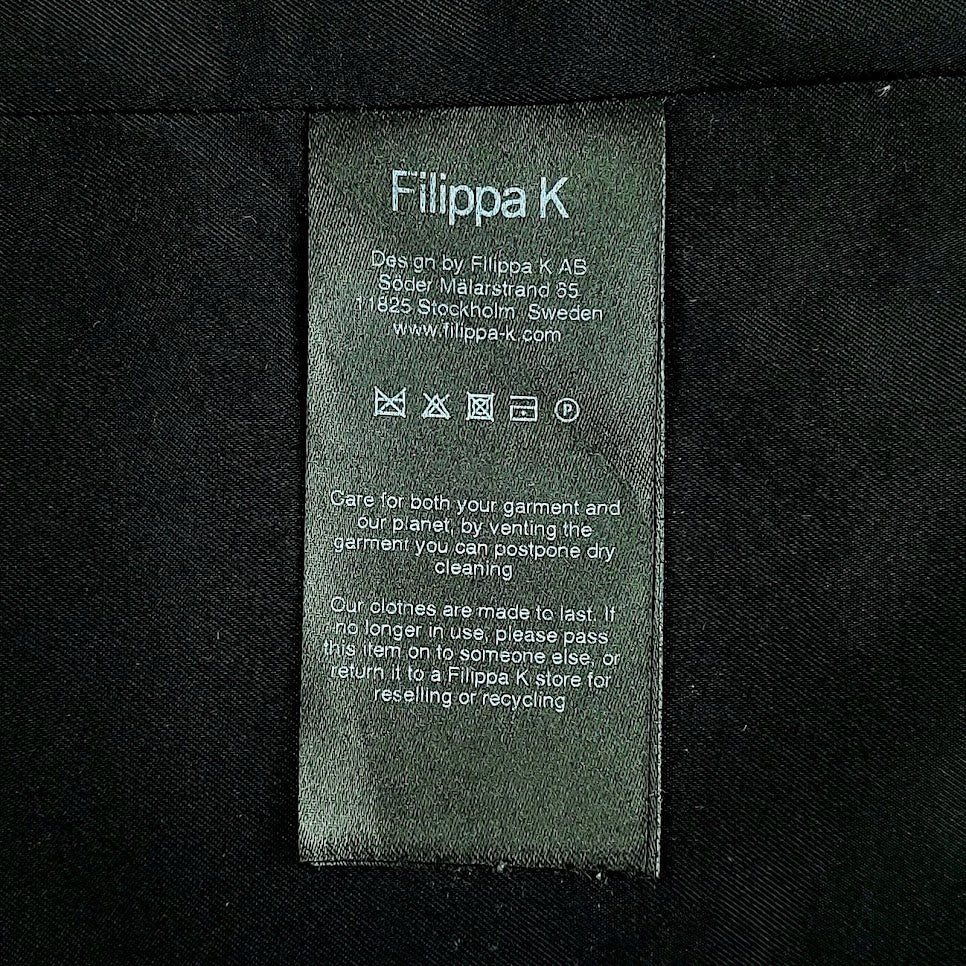 Filippa K
Design by Filippa K AB
Söder Mälarstrand 65
11825 Stockholm, Sweden
www.filippa-k.com
P
Care for both your garment and
our planet, by venting the
garment you can postpone dry
cleaning
Our clothes are made to last. If
no longer in use, please pass
this item on to someone else, or
return it to a Filippa K store for
reselling or recycling